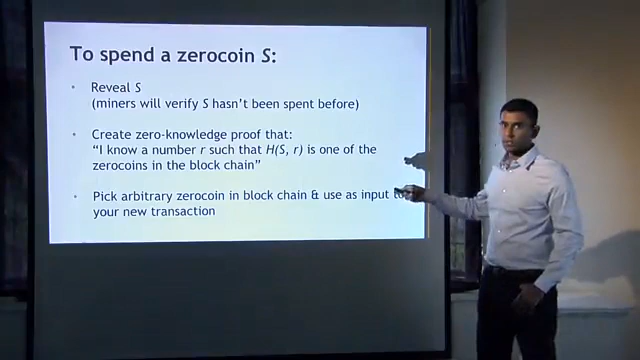 To spend a zerocoin S:
• Reveal S
(miners will verify S hasn't been spent before)
• Create zero-knowledge proof that:
"I know a number r such that H(S, r) is one of the
zerocoins in the block chain"
• Pick arbitrary zerocoin in block chain & use as input to
your new transaction